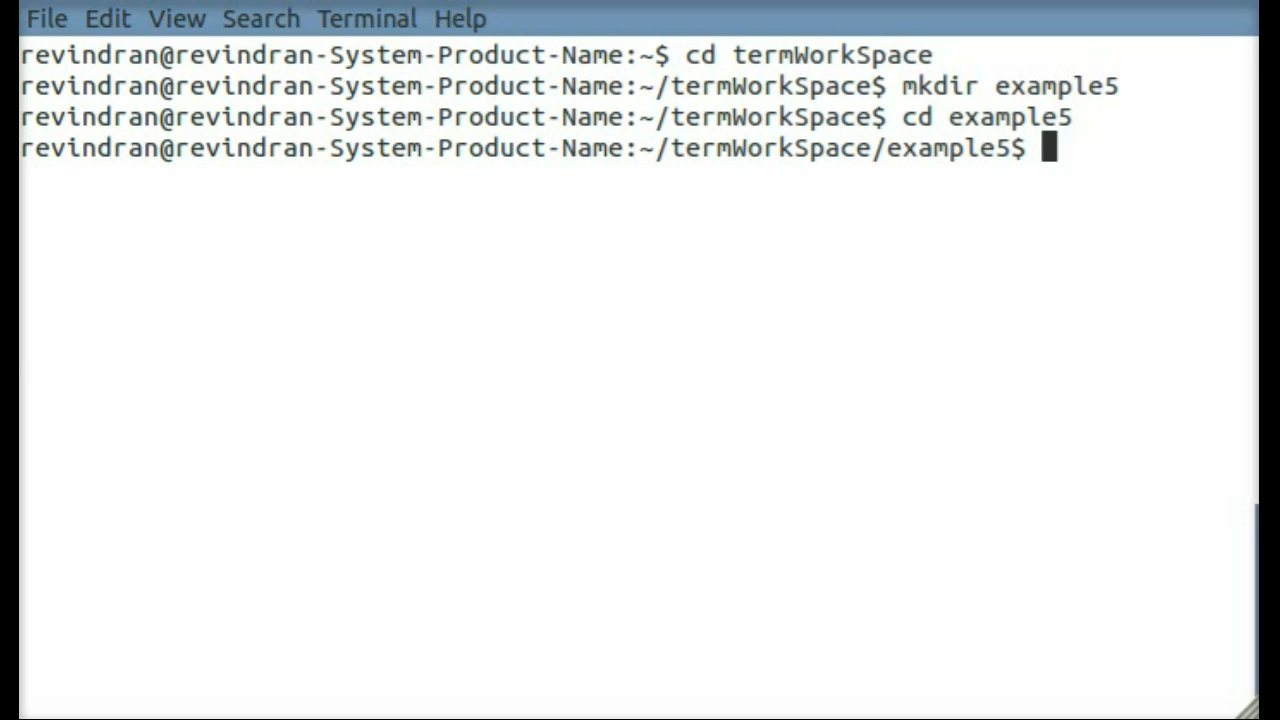 File Edit View Search Terminal Help
revindran@revindran-System-Product-Name:~$ cd termWorkSpace
revindran@revindran-System-Product-Name:~/termWorkSpace$ mkdir example5
revindran@revindran-System-Product-Name:~/termWorkSpace$ cd example5
revindran@revindran-System-Product-Name:~/termWorkSpace/example5$